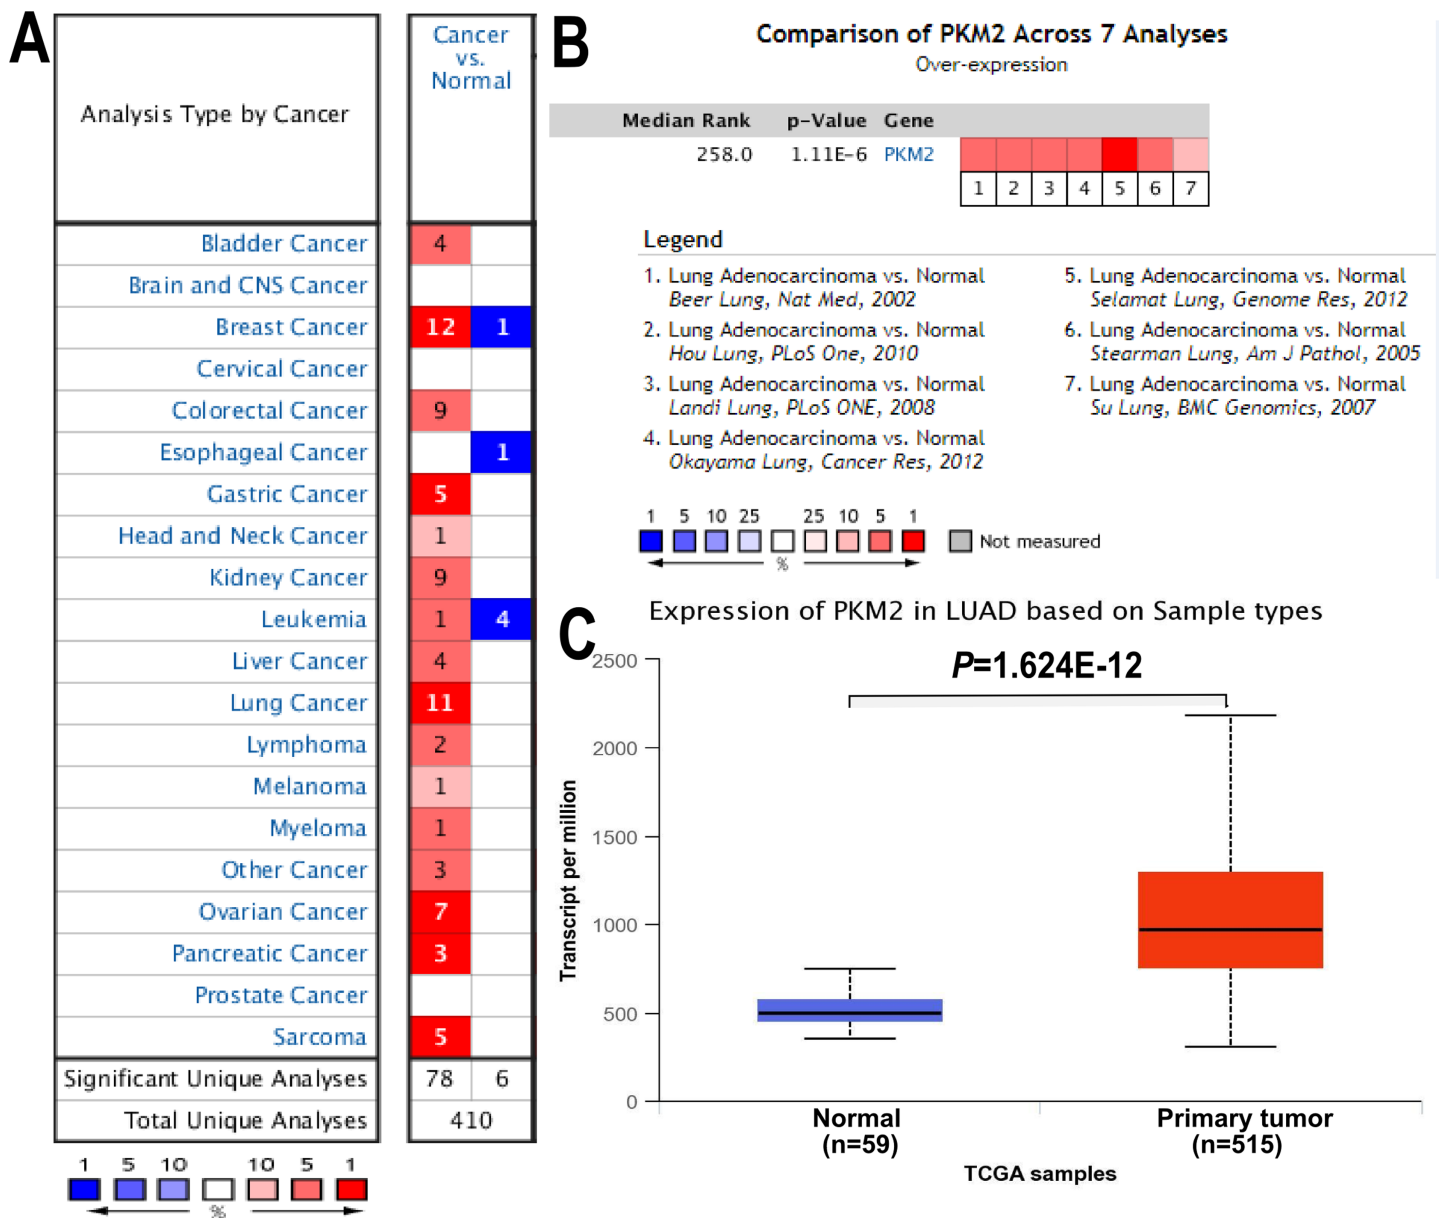 A
Analysis Type by Cancer
Cancer
vs.
Normal
Bladder Cancer 4
Brain and CNS Cancer
Breast Cancer 12 1
Cervical Cancer
Colorectal Cancer 9
Esophageal Cancer 1
Gastric Cancer 5
Head and Neck Cancer 1
Kidney Cancer 9
Leukemia 1 4
Liver Cancer 4
Lung Cancer 11
Lymphoma 2
Melanoma 1
Myeloma 1
Other Cancer 3
Ovarian Cancer 7
Pancreatic Cancer 3
Prostate Cancer
Sarcoma 5
Significant Unique Analyses 78 6
Total Unique Analyses 410
1 5 10 10 5 1
%
B
Comparison of PKM2 Across 7 Analyses
Over-expression
Median Rank p-Value Gene
258.0 1.11E-6 PKM2
1 2 3 4 5 6 7
Legend
1. Lung Adenocarcinoma vs. Normal
Beer Lung, Nat Med, 2002
2. Lung Adenocarcinoma vs. Normal
Hou Lung, PLoS One, 2010
3. Lung Adenocarcinoma vs. Normal
Landi Lung, PLoS ONE, 2008
4. Lung Adenocarcinoma vs. Normal
Okayama Lung, Cancer Res, 2012
5. Lung Adenocarcinoma vs. Normal
Selamat Lung, Genome Res, 2012
6. Lung Adenocarcinoma vs. Normal
Stearman Lung, Am J Pathol, 2005
7. Lung Adenocarcinoma vs. Normal
Su Lung, BMC Genomics, 2007
1 5 10 25 25 10 5 1
%
Not measured
C
Expression of PKM2 in LUAD based on Sample types
P=1.624E-12
Transcript per million
2500
2000
1500
1000
500
0
Normal
(n=59)
Primary tumor
(n=515)
TCGA samples